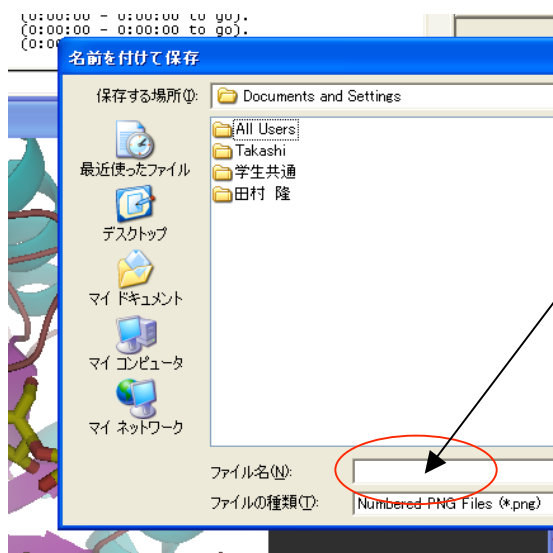 (0:00:00 - 0:00:00 to go).
(0:00:00 - 0:00:00 to go).
(0:00
名前を付けて保存
保存する場所(I):
Documents and Settings
All Users
Takashi
学生共通
田村 隆
最近使ったファイル
デスクトップ
マイ ドキュメント
マイ コンピュータ
マイ ネットワーク
ファイル名(N):
ファイルの種類(T):
Numbered PNG Files (*.png)